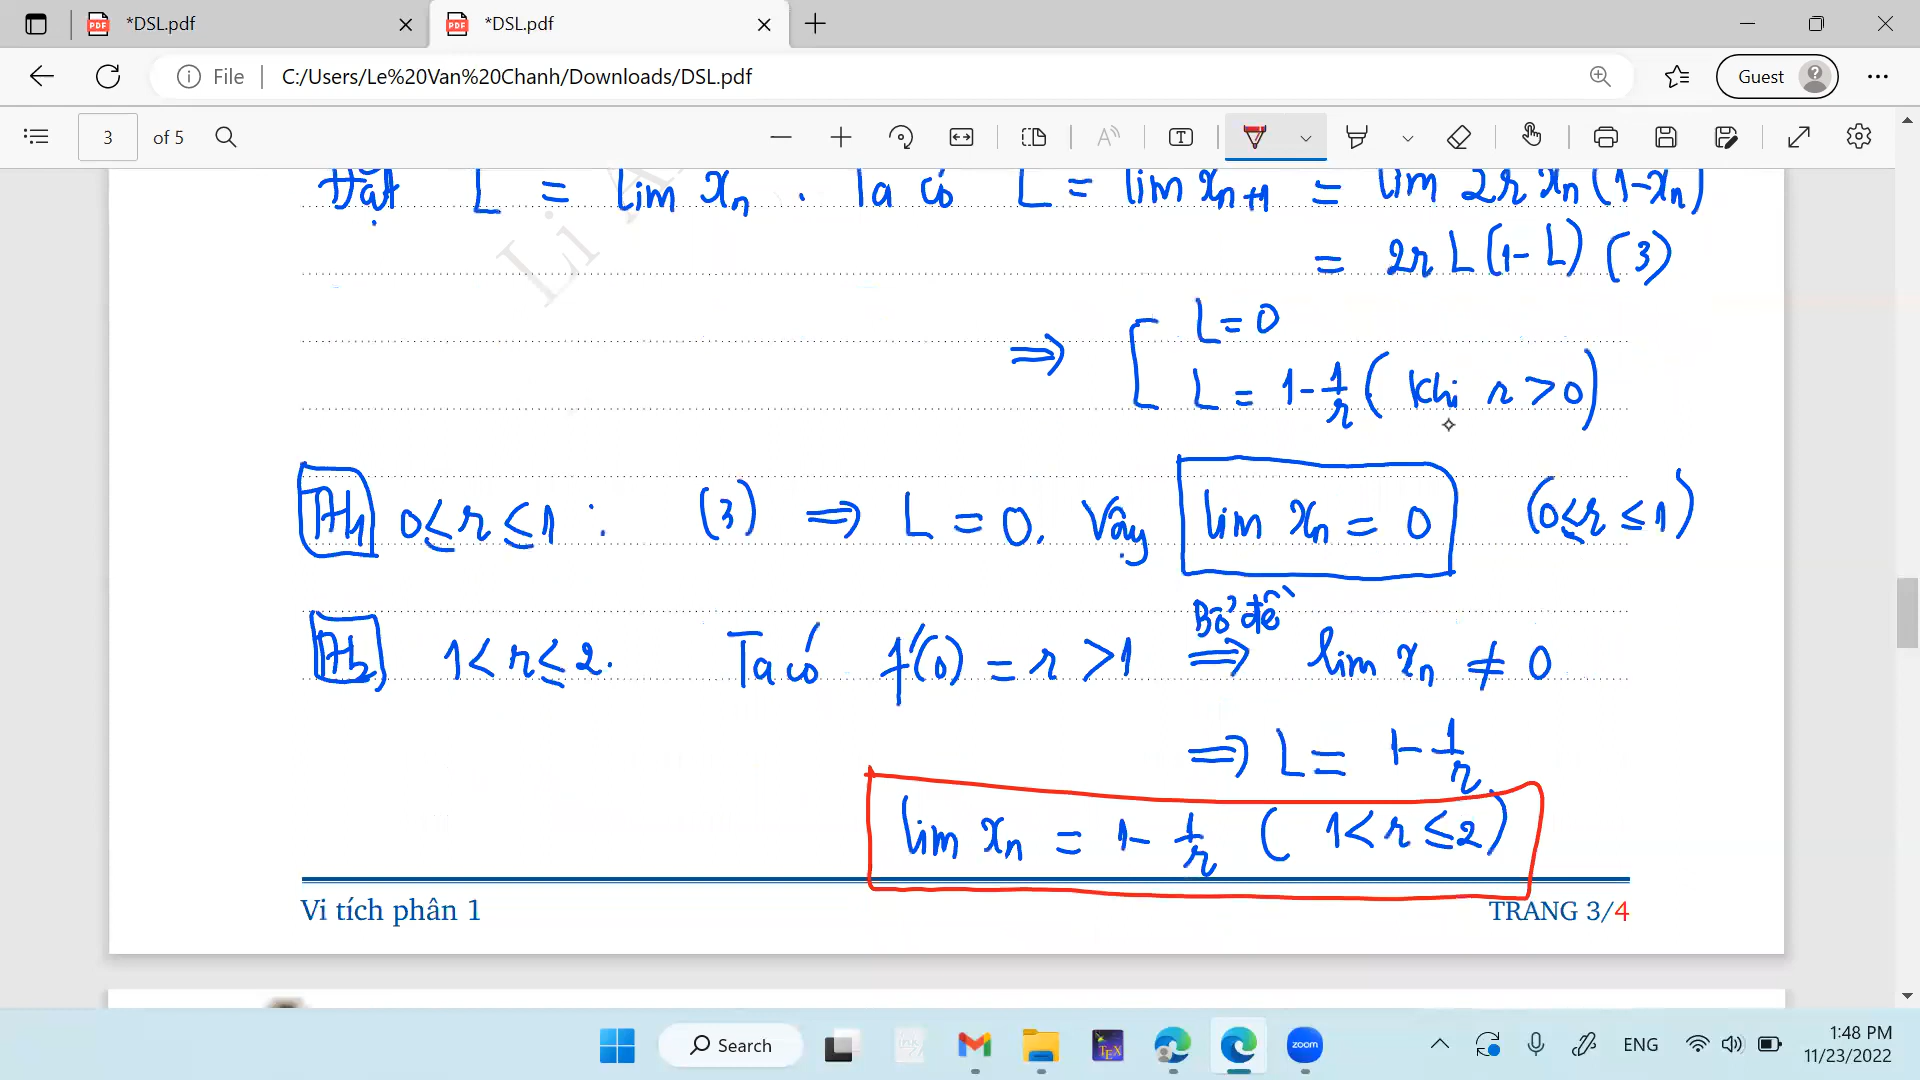 *DSL.pdf
*DSL.pdf
File
C:/Users/Le%20Van%20Chanh/Downloads/DSL.pdf
Guest
3 of 5
Đặt L = lim xₙ . Ta có L = lim xₙ₊₁ = lim 2r xₙ (1-xₙ)
= 2r L (1- L) (3)
Li
⇒ [ L = 0
L = 1 - 1/r ( khi r > 0)
TH1 0 ≤ r ≤ 1 : (3) ⇒ L = 0. Vậy lim xₙ = 0 (0 ≤ r ≤ 1)
Bổ đề
TH2 1 < r ≤ 2. Ta có f'(0) = r > 1 ⇒ lim xₙ ≠ 0
⇒ L = 1 - 1/r
lim xₙ = 1 - 1/r ( 1 < r ≤ 2)
Vi tích phân 1
TRANG 3/4
Search
TEX
zoom
ENG
1:48 PM
11/23/2022